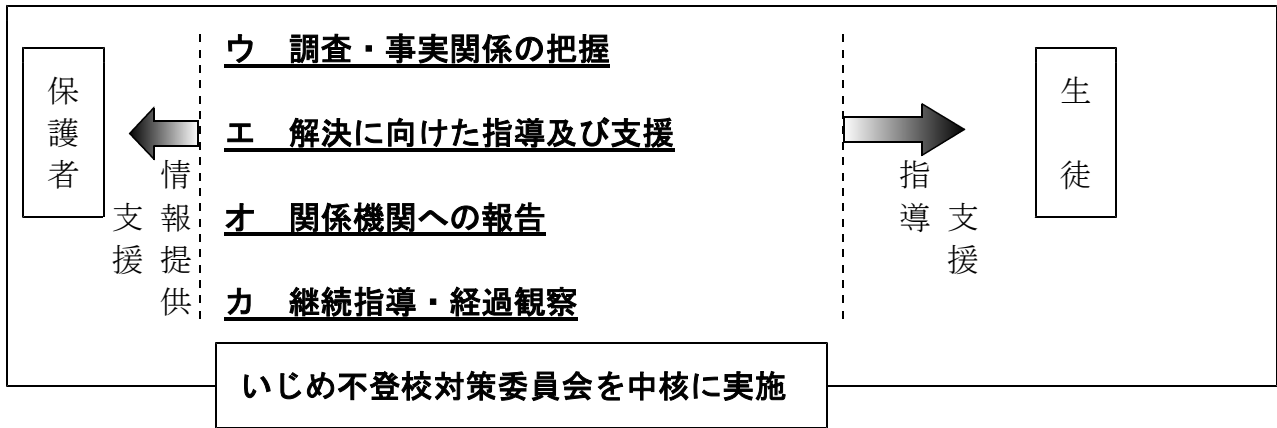 ウ　調査・事実関係の把握
保護者
生徒
エ　解決に向けた指導及び支援
情報提供
支援
指導
支援
オ　関係機関への報告
カ　継続指導・経過観察
いじめ不登校対策委員会を中核に実施